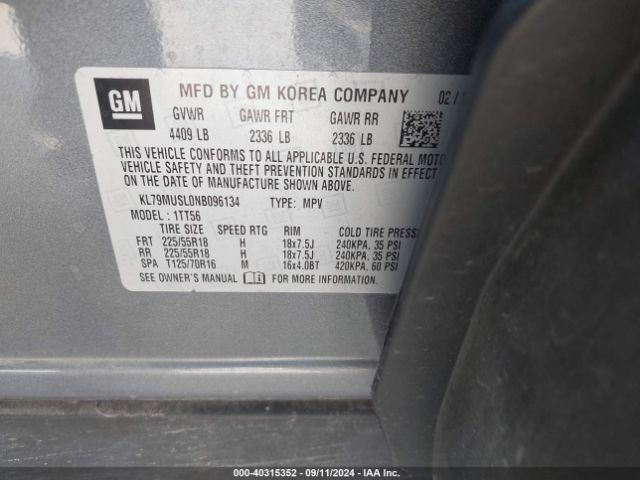 GM
MFD BY GM KOREA COMPANY 02 /
GVWR GAWR FRT GAWR RR
4409 LB 2336 LB 2336 LB
THIS VEHICLE CONFORMS TO ALL APPLICABLE U.S. FEDERAL MOTO
VEHICLE SAFETY AND THEFT PREVENTION STANDARDS IN EFFECT
ON THE DATE OF MANUFACTURE SHOWN ABOVE.
KL79MUSL0NB096134 TYPE: MPV
MODEL: 1TT56
TIRE SIZE SPEED RTG RIM COLD TIRE PRESS
FRT 225/55R18 H 18x7.5J 240KPA, 35 PSI
RR 225/55R18 H 18x7.5J 240KPA, 35 PSI
SPA T125/70R16 M 16x4.0BT 420KPA, 60 PSI
SEE OWNER'S MANUAL FOR MORE INFORMATION.
000-40315352 - 09/11/2024 - IAA Inc.